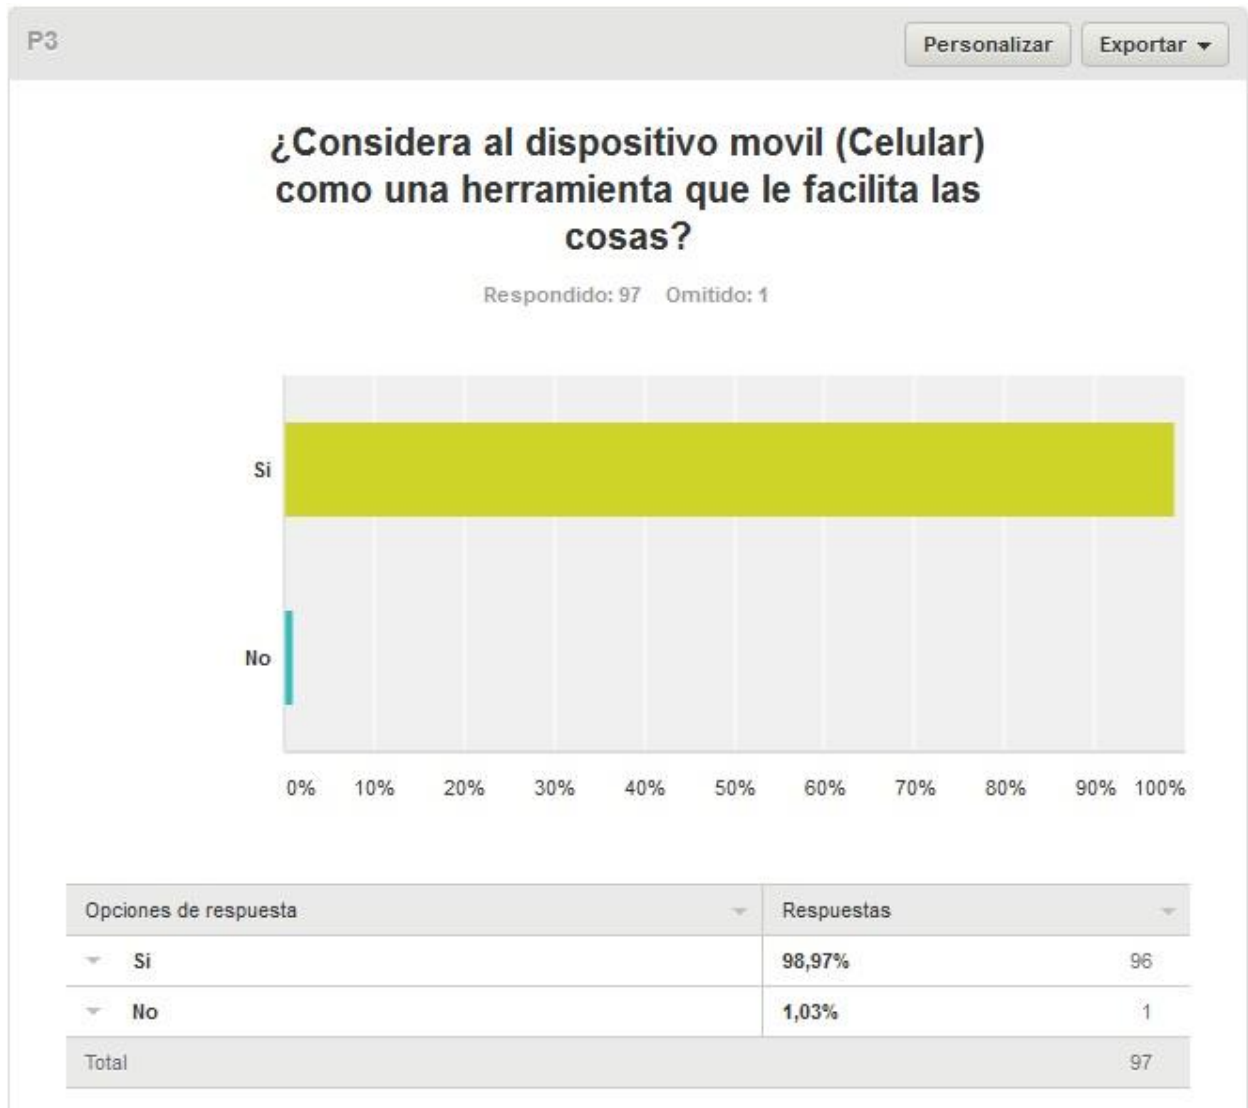 P3
Personalizar
Exportar
¿Considera al dispositivo movil (Celular)
como una herramienta que le facilita las
cosas?
Respondido: 97 Omitido: 1
Si
No
0% 10% 20% 30% 40% 50% 60% 70% 80% 90% 100%
Opciones de respuesta Respuestas
Si 98,97% 96
No 1,03% 1
Total 97